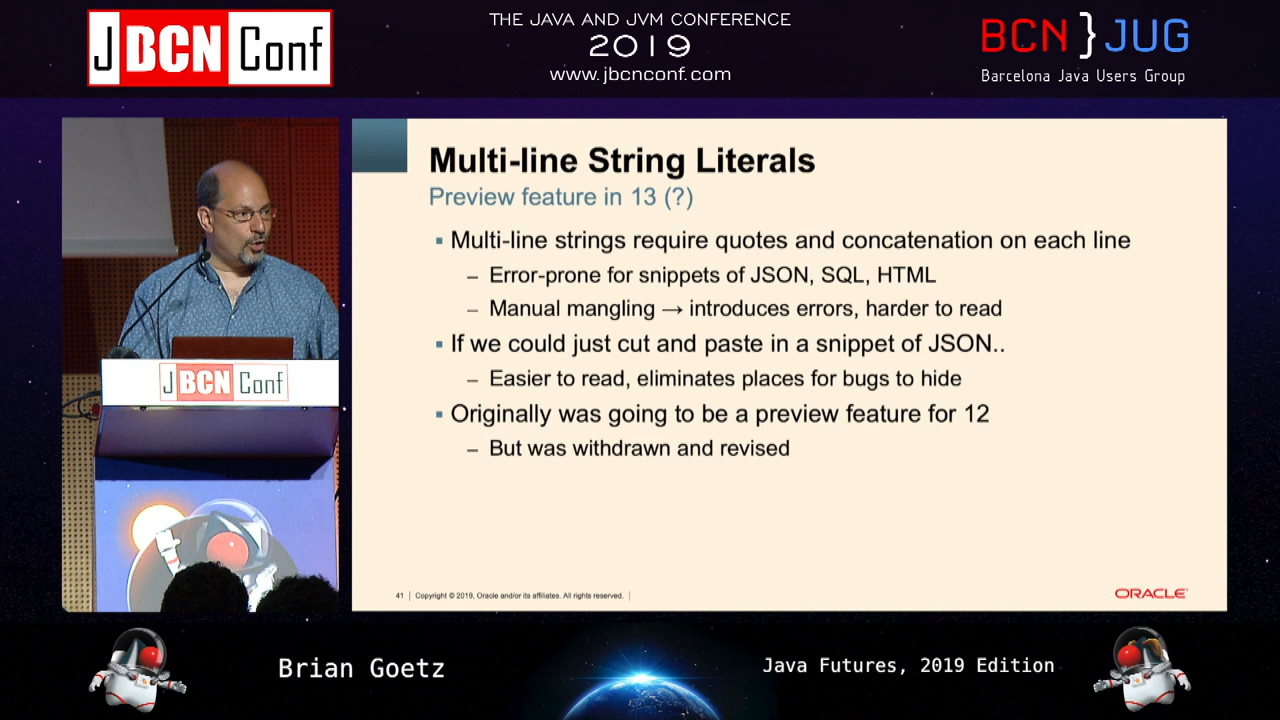 J BCN Conf
THE JAVA AND JVM CONFERENCE
2019
www.jbcnconf.com
BCN } JUG
Barcelona Java Users Group
Multi-line String Literals
Preview feature in 13 (?)
▪ Multi-line strings require quotes and concatenation on each line
– Error-prone for snippets of JSON, SQL, HTML
– Manual mangling → introduces errors, harder to read
▪ If we could just cut and paste in a snippet of JSON..
– Easier to read, eliminates places for bugs to hide
▪ Originally was going to be a preview feature for 12
– But was withdrawn and revised
41 | Copyright © 2019, Oracle and/or its affiliates. All rights reserved. |
ORACLE®
J BCN Conf
Brian Goetz
Java Futures, 2019 Edition